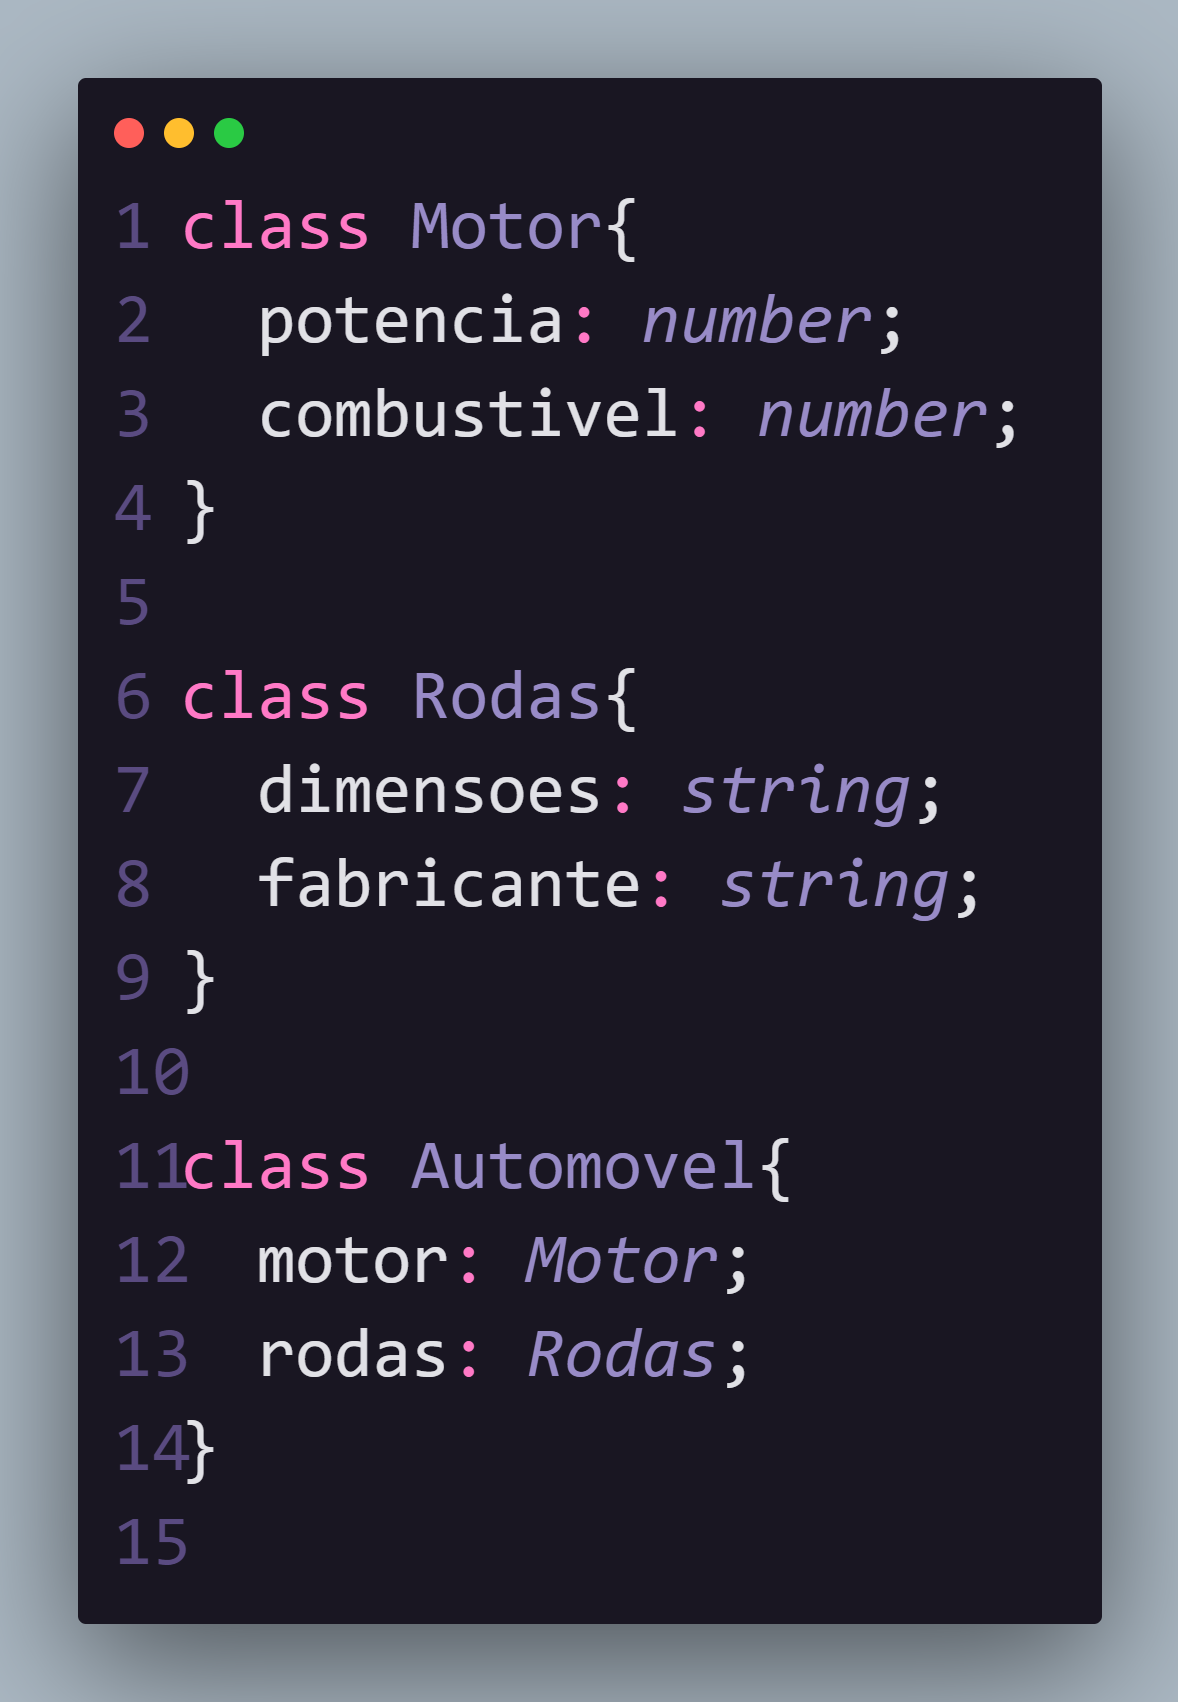 1 class Motor{
2   potencia: number;
3   combustivel: number;
4 }
5
6 class Rodas{
7   dimensoes: string;
8   fabricante: string;
9 }
10
11class Automovel{
12  motor: Motor;
13  rodas: Rodas;
14}
15